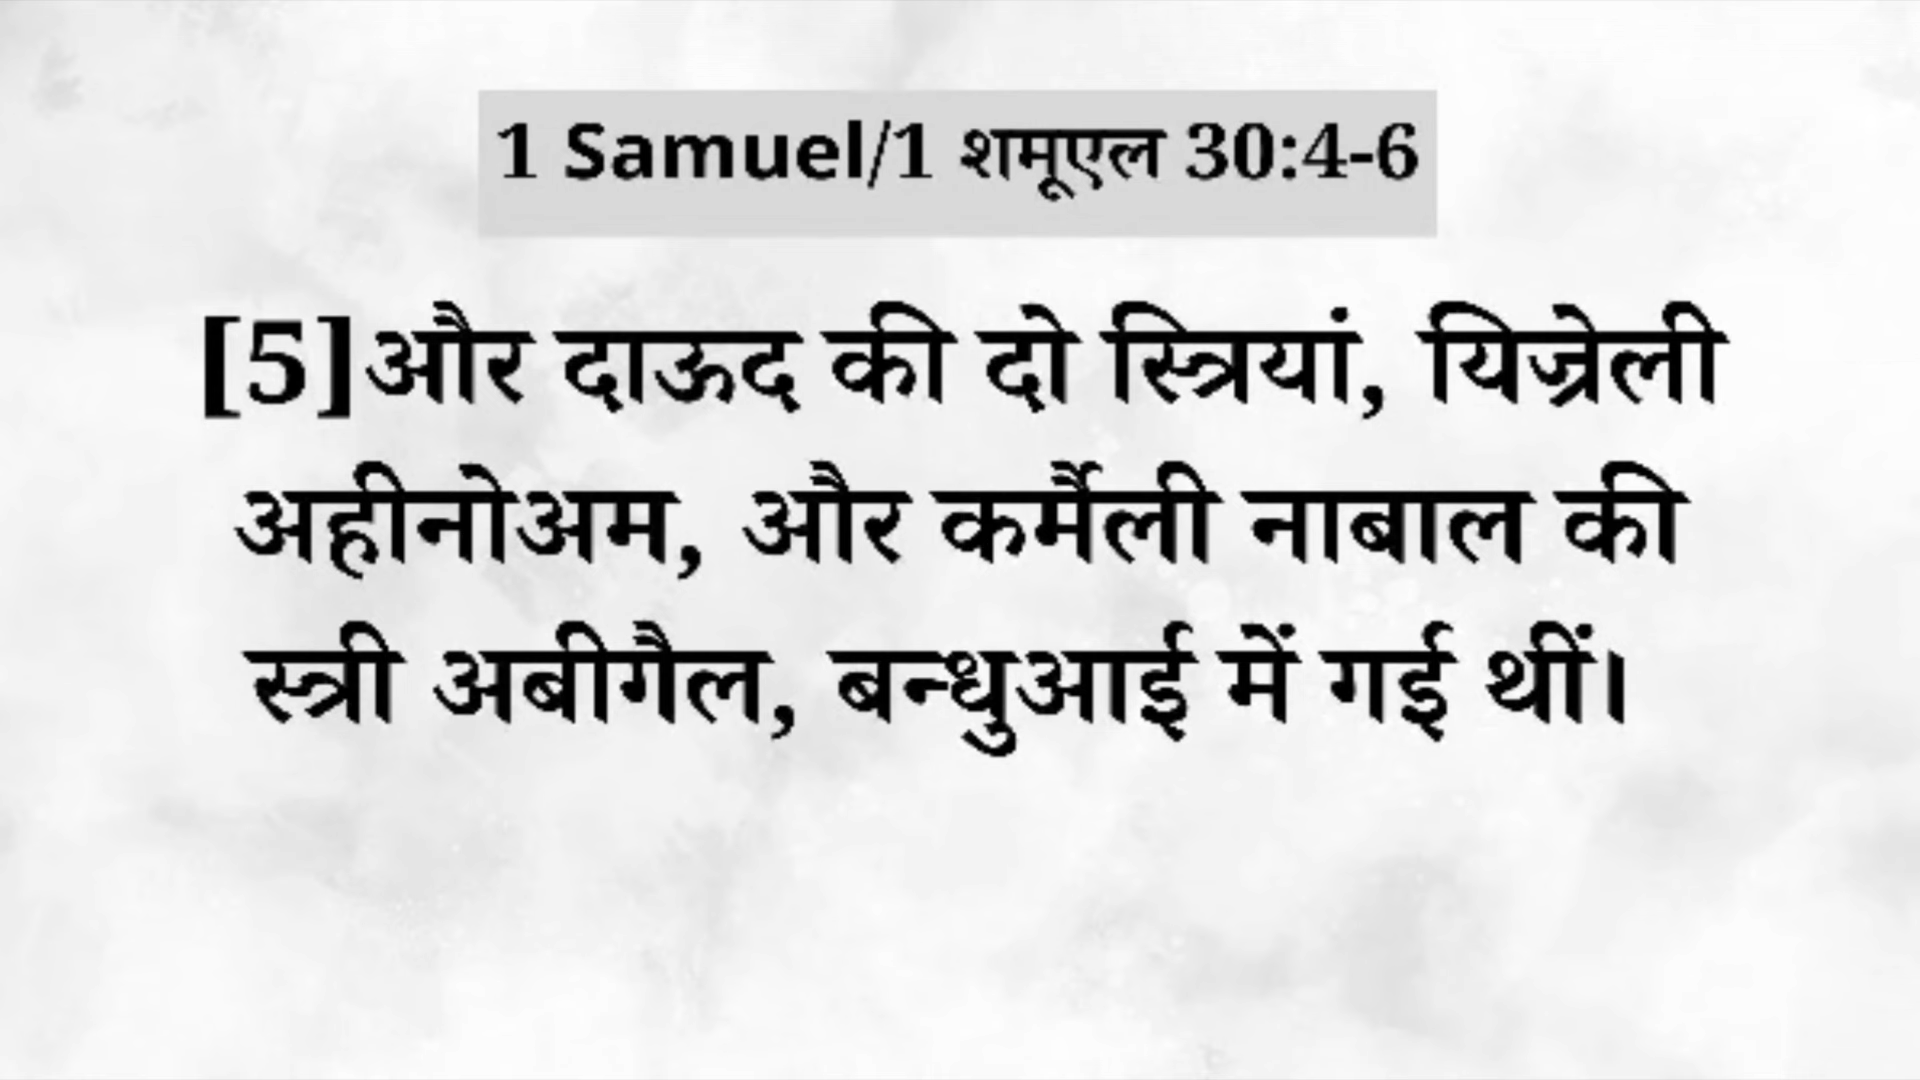 1 Samuel/1 शमूएल 30:4-6
[5]और दाऊद की दो स्त्रियां, यिज्रेली
अहीनोअम, और कर्मैली नाबाल की
स्त्री अबीगैल, बन्धुआई में गई थीं।